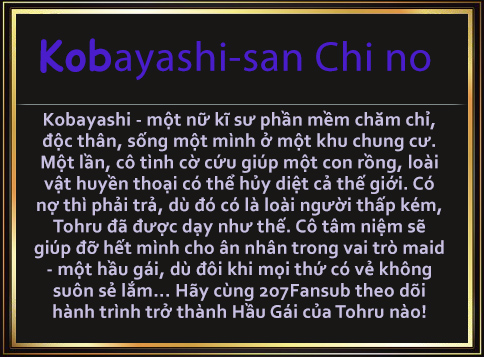 Kobayashi-san Chi no
Kobayashi - một nữ kĩ sư phần mềm chăm chỉ,
độc thân, sống một mình ở một khu chung cư.
Một lần, cô tình cờ cứu giúp một con rồng, loài
vật huyền thoại có thể hủy diệt cả thế giới. Có
nợ thì phải trả, dù đó có là loài người thấp kém,
Tohru đã được dạy như thế. Cô tâm niệm sẽ
giúp đỡ hết mình cho ân nhân trong vai trò maid
- một hầu gái, dù đôi khi mọi thứ có vẻ không
suôn sẻ lắm... Hãy cùng 207Fansub theo dõi
hành trình trở thành Hầu Gái của Tohru nào!